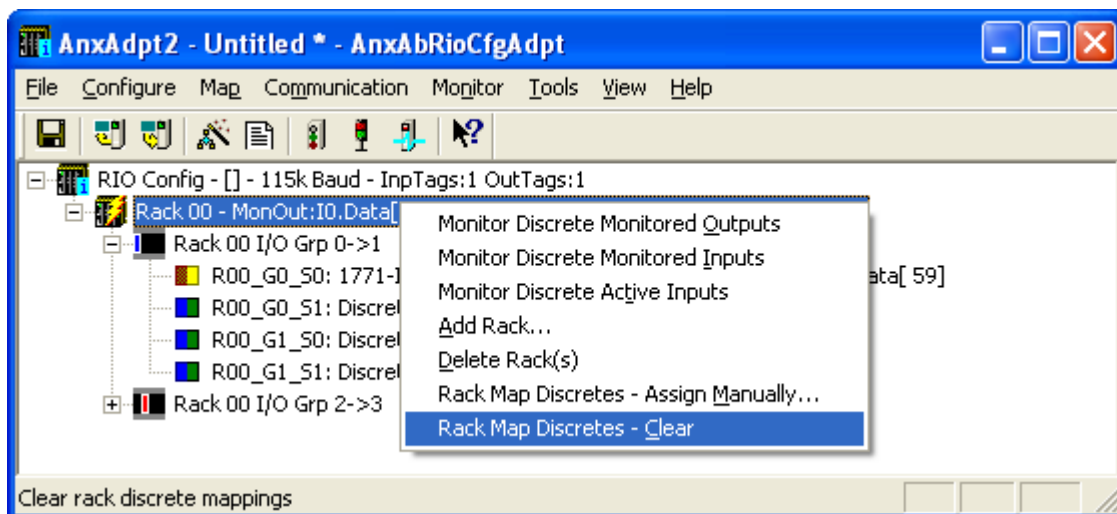 AnxAdpt2 - Untitled * - AnxAbRioCfgAdpt
File Configure Map Communication Monitor Tools View Help
RIO Config - [] - 115k Baud - InpTags:1 OutTags:1
Rack 00 - MonOut:I0.Data[
Rack 00 I/O Grp 0->1
R00_G0_S0: 1771-I ata[ 59]
R00_G0_S1: Discre
R00_G1_S0: Discre
R00_G1_S1: Discre
Rack 00 I/O Grp 2->3
Monitor Discrete Monitored Outputs
Monitor Discrete Monitored Inputs
Monitor Discrete Active Inputs
Add Rack...
Delete Rack(s)
Rack Map Discretes - Assign Manually...
Rack Map Discretes - Clear
Clear rack discrete mappings